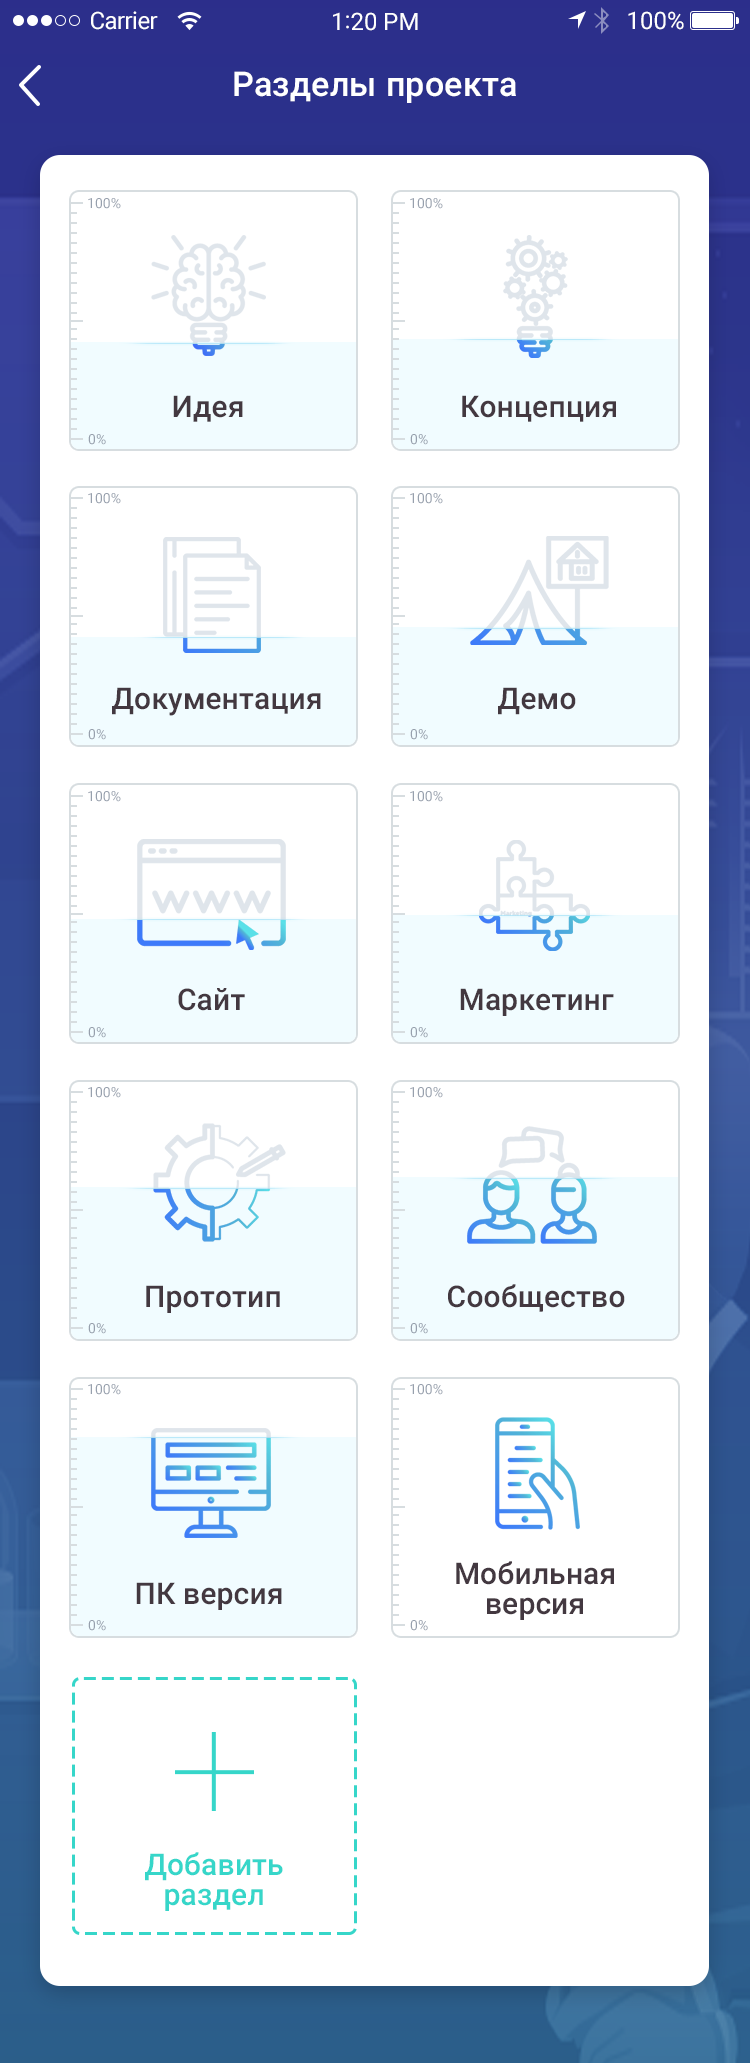 Carrier 1:20 PM 100%
Разделы проекта
100% 100%
Идея Концепция
0% 0%
100% 100%
Документация Демо
0% 0%
100% 100%
WWW
Marketing
Сайт Маркетинг
0% 0%
100% 100%
Прототип Сообщество
0% 0%
100% 100%
ПК версия
Мобильная
версия
0% 0%
Добавить
раздел